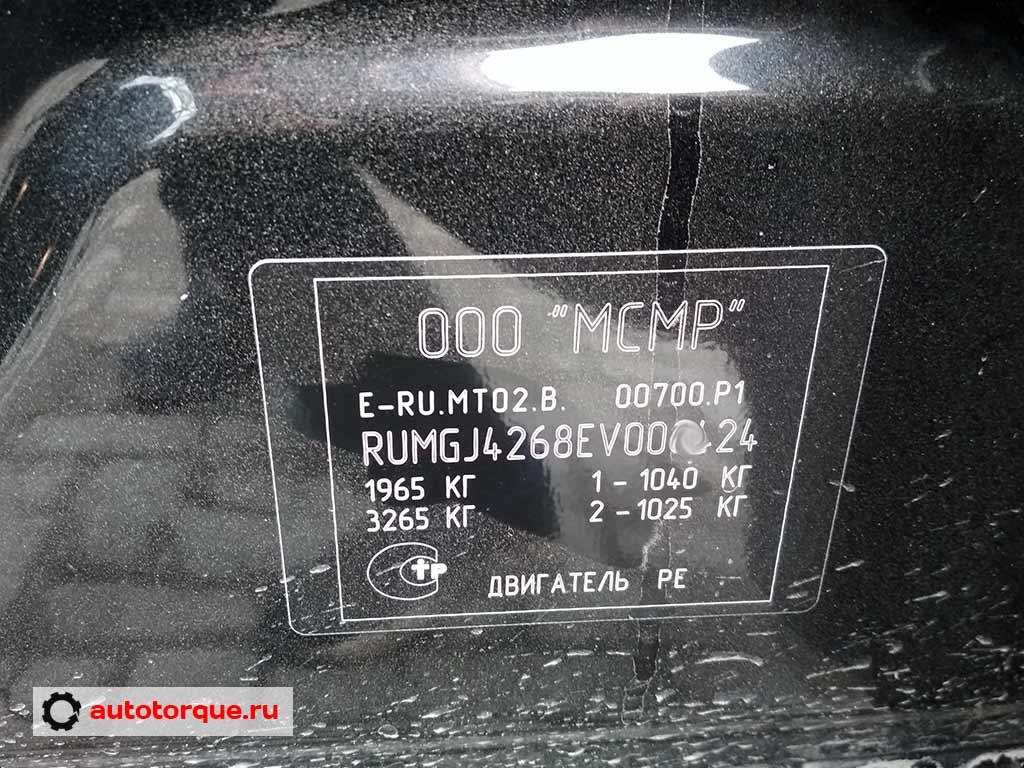 ООО "МСМР"
E-RU.MT02.B. 00700.P1
1965 КГ 1 - 1040 КГ
3265 КГ 2 - 1025 КГ
ДВИГАТЕЛЬ PE
autotorque.ru